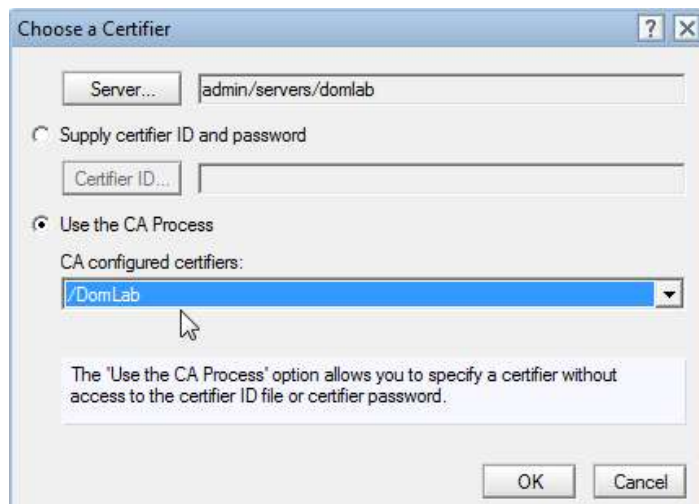 Choose a Certifier
?
Server...
admin/servers/domlab
Supply certifier ID and password
Certifier ID...
Use the CA Process
CA configured certifiers:
/DomLab
The 'Use the CA Process' option allows you to specify a certifier without
access to the certifier ID file or certifier password.
OK
Cancel